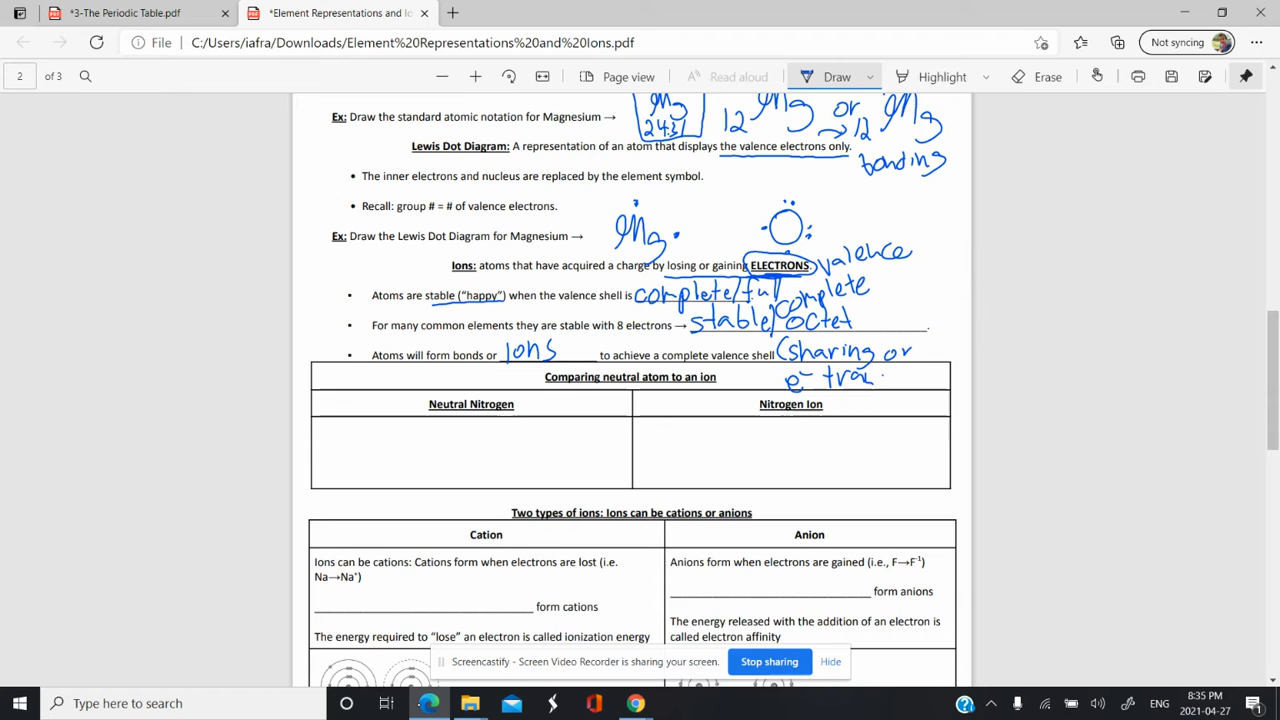 *3-The Periodic Table.pdf
*Element Representations and Io
File C:/Users/iafra/Downloads/Element%20Representations%20and%20Ions.pdf
Not syncing
2 of 3
Page view
Read aloud
Draw
Highlight
Erase
Ex: Draw the standard atomic notation for Magnesium →
Mg 24.31 12 Mg or → 12 Mg
Lewis Dot Diagram: A representation of an atom that displays the valence electrons only.
bonding
• The inner electrons and nucleus are replaced by the element symbol.
• Recall: group # = # of valence electrons.
Ex: Draw the Lewis Dot Diagram for Magnesium → Mg O
Ions: atoms that have acquired a charge by losing or gaining ELECTRONS. valence
• Atoms are stable ("happy") when the valence shell is complete/full
complete
• For many common elements they are stable with 8 electrons → stable/ octet .
• Atoms will form bonds or ions to achieve a complete valence shell (sharing or
e⁻
Comparing neutral atom to an ion
Neutral Nitrogen
Nitrogen Ion
Two types of ions: Ions can be cations or anions
Cation
Anion
Ions can be cations: Cations form when electrons are lost (i.e.
Na→Na⁺)
____ form cations
The energy required to "lose" an electron is called ionization energy
Anions form when electrons are gained (i.e., F→F⁻¹)
____ form anions
The energy released with the addition of an electron is
called electron affinity
Screencastify - Screen Video Recorder is sharing your screen.
Stop sharing
Hide
Type here to search
ENG
8:35 PM
2021-04-27
1